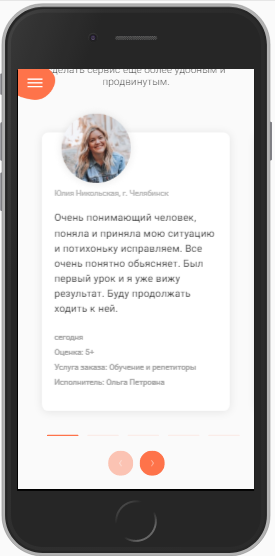 делать сервис еще более удобным и
продвинутым.
Юлия Никольская, г. Челябинск
Очень понимающий человек,
поняла и приняла мою ситуацию
и потихоньку исправляем. Все
очень понятно обьясняет. Был
первый урок и я уже вижу
результат. Буду продолжать
ходить к ней.
сегодня
Оценка: 5+
Услуга заказа: Обучение и репетиторы
Исполнитель: Ольга Петровна